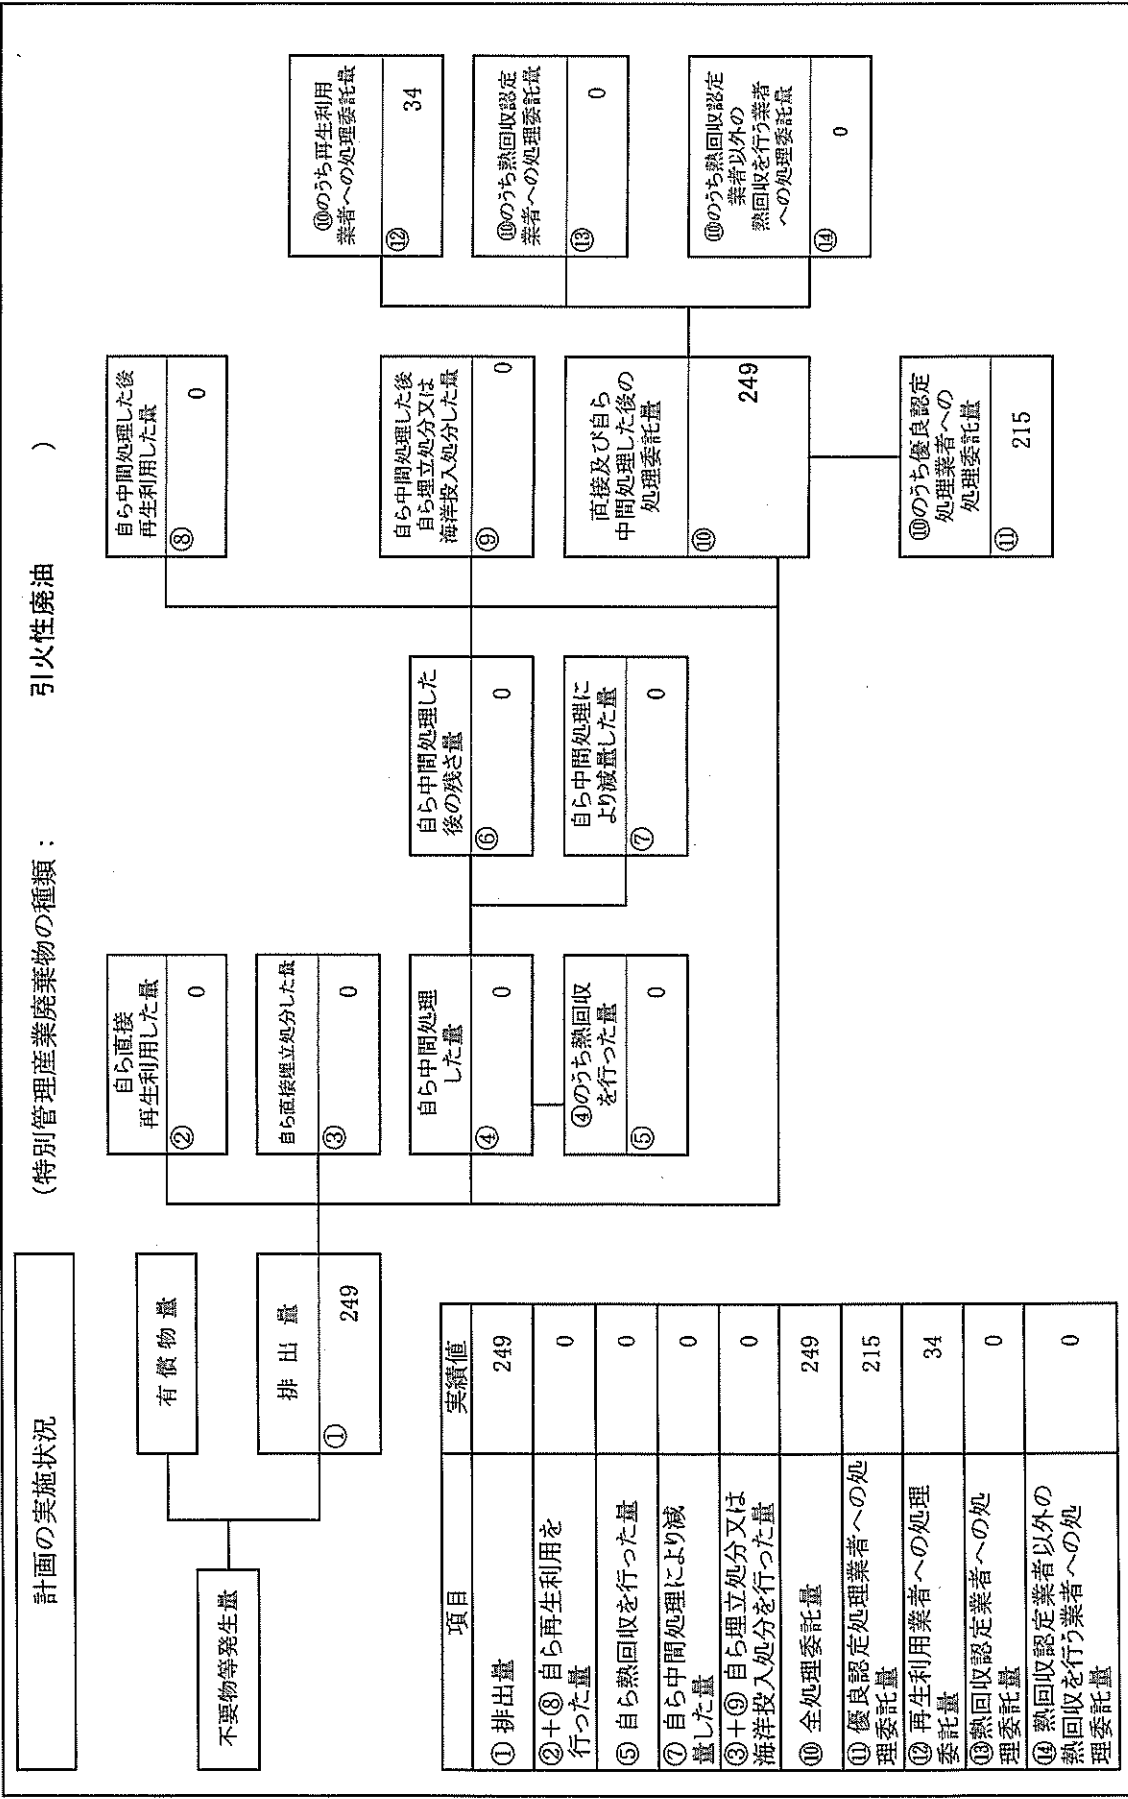 計画の実施状況
(特別管理産業廃棄物の種類:
引火性廃油
)
不要物等発生量
有償物量
排出量
①
249
自ら直接
再生利用した量
②
0
自ら直接埋立処分した量
③
0
自ら中間処理
した量
④
0
④のうち熱回収
を行った量
⑤
0
自ら中間処理した
後の残さ量
⑥
0
自ら中間処理に
より減量した量
⑦
0
自ら中間処理した後
再生利用した量
⑧
0
自ら中間処理した後
自ら埋立処分又は
海洋投入処分した量
⑨
0
直接及び自ら
中間処理した後の
処理委託量
⑩
249
⑩のうち優良認定
処理業者への
処理委託量
⑪
215
⑩のうち再生利用
業者への処理委託量
⑫
34
⑩のうち熱回収認定
業者への処理委託量
⑬
0
⑩のうち熱回収認定
業者以外の
熱回収を行う業者
への処理委託量
⑭
0
項目
実績値
① 排出量
249
②+⑧ 自ら再生利用を
行った量
0
⑤ 自ら熱回収を行った量
0
⑦ 自ら中間処理により減
量した量
0
③+⑨ 自ら埋立処分又は
海洋投入処分を行った量
0
⑩ 全処理委託量
249
⑪ 優良認定処理業者への処
理委託量
215
⑫ 再生利用業者への処理
委託量
34
⑬熱回収認定業者への処
理委託量
0
⑭ 熱回収認定業者以外の
熱回収を行う業者への処
理委託量
0